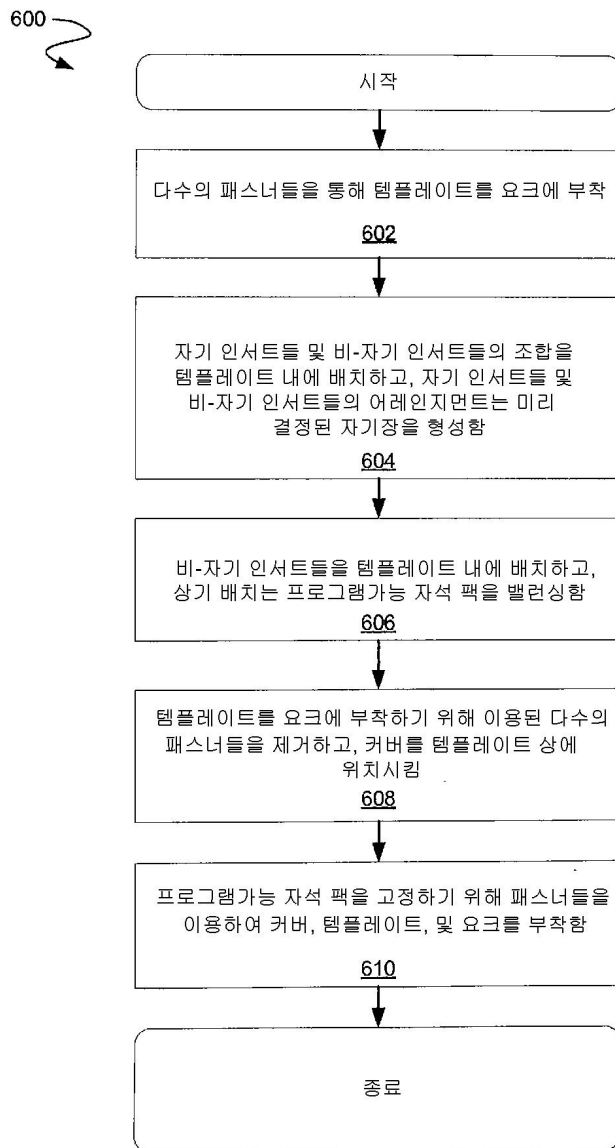 600
시작
다수의 패스너들을 통해 템플레이트를 요크에 부착
602
자기 인서트들 및 비-자기 인서트들의 조합을
템플레이트 내에 배치하고, 자기 인서트들 및
비-자기 인서트들의 어레인지먼트는 미리
결정된 자기장을 형성함
604
비-자기 인서트들을 템플레이트 내에 배치하고,
상기 배치는 프로그램가능 자석 팩을 밸런싱함
606
템플레이트를 요크에 부착하기 위해 이용된 다수의
패스너들을 제거하고, 커버를 템플레이트 상에
위치시킴
608
프로그램가능 자석 팩을 고정하기 위해 패스너들을
이용하여 커버, 템플레이트, 및 요크를 부착함
610
종료